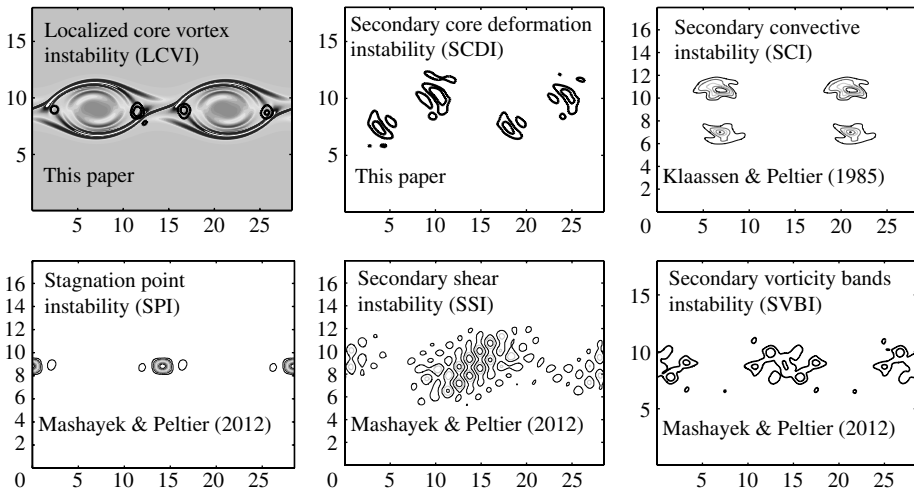 Localized core vortex
instability (LCVI)
This paper
15
10
5
0 5 10 15 20 25
Secondary core deformation
instability (SCDI)
This paper
15
10
5
5 10 15 20 25
Secondary convective
instability (SCI)
Klaassen & Peltier (1985)
16
14
12
10
8
6
4
2
0 5 10 15 20 25
Stagnation point
instability (SPI)
Mashayek & Peltier (2012)
16
14
12
10
8
6
4
2
0
0 5 10 15 20 25
Secondary shear
instability (SSI)
Mashayek & Peltier (2012)
16
14
12
10
8
6
4
2
0
0 5 10 15 20 25
Secondary vorticity bands
instability (SVBI)
Mashayek & Peltier (2012)
15
10
5
0 5 10 15 20 25